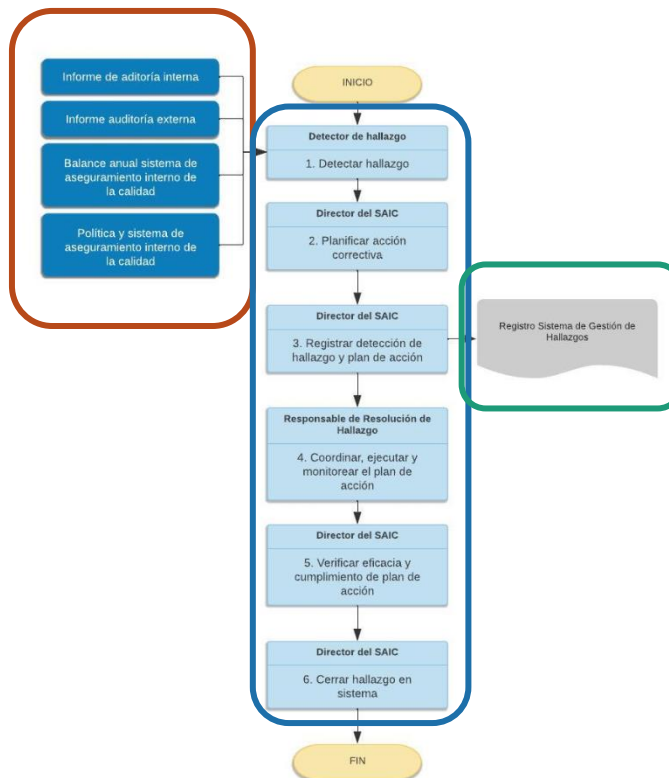 Informe de aditoría interna
Informe auditoría externa
Balance anual sistema de
aseguramiento interno de
la calidad
Política y sistema de
aseguramiento interno de
la calidad
INICIO
Detector de hallazgo
1. Detectar hallazgo
Director del SAIC
2. Planificar acción
correctiva
Director del SAIC
3. Registrar detección de
hallazgo y plan de acción
Registro Sistema de Gestión de
Hallazgos
Responsable de Resolución de
Hallazgo
4. Coordinar, ejecutar y
monitorear el plan de
acción
Director del SAIC
5. Verificar eficacia y
cumplimiento de plan de
acción
Director del SAIC
6. Cerrar hallazgo en
sistema
FIN